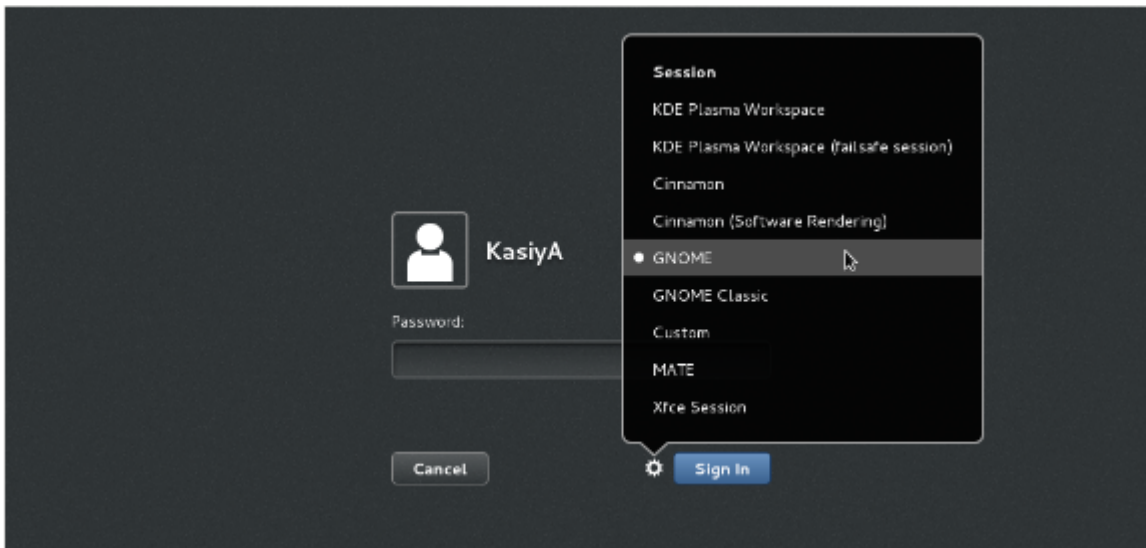 Session
KDE Plasma Workspace
KDE Plasma Workspace (failsafe session)
Cinnamon
Cinnamon (Software Rendering)
GNOME
GNOME Classic
Custom
MATE
Xfce Session
KasiyA
Password:
Cancel
Sign In